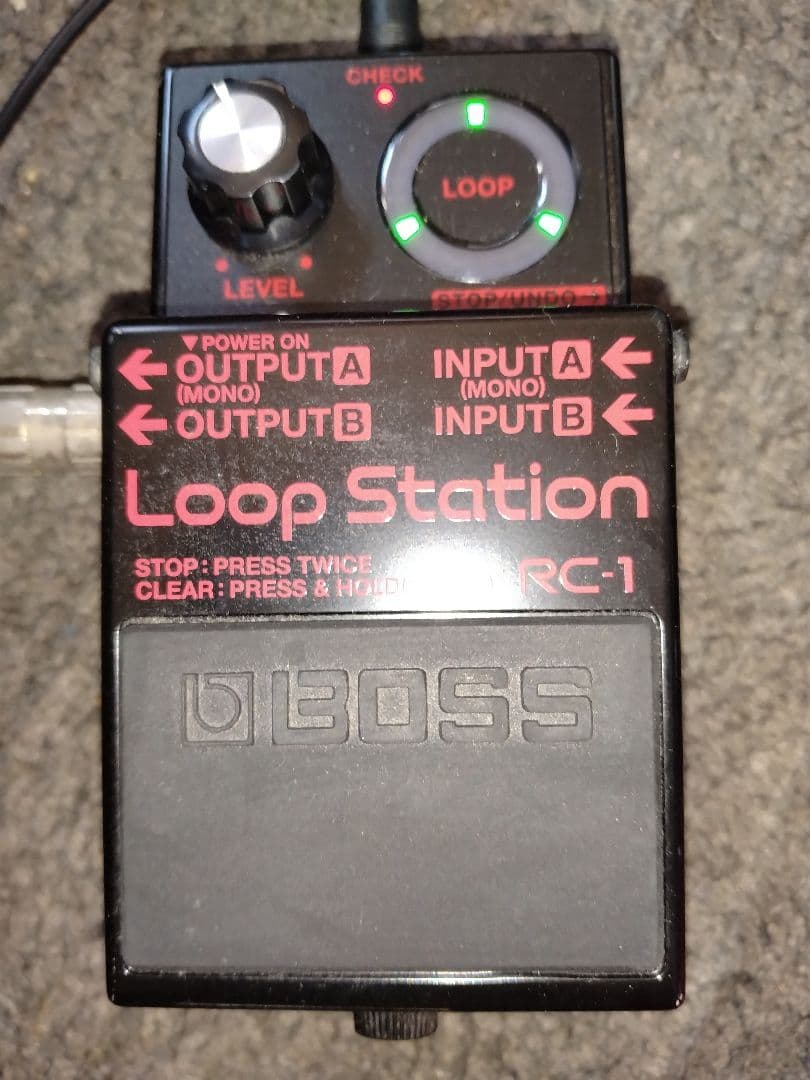 CHECK
LOOP
LEVEL
STOP/UNDO→
▼POWER ON
← OUTPUT A
(MONO)
← OUTPUT B
INPUT A ←
(MONO)
INPUT B ←
Loop Station
STOP : PRESS TWICE
CLEAR : PRESS & HOLD
RC-1
BOSS